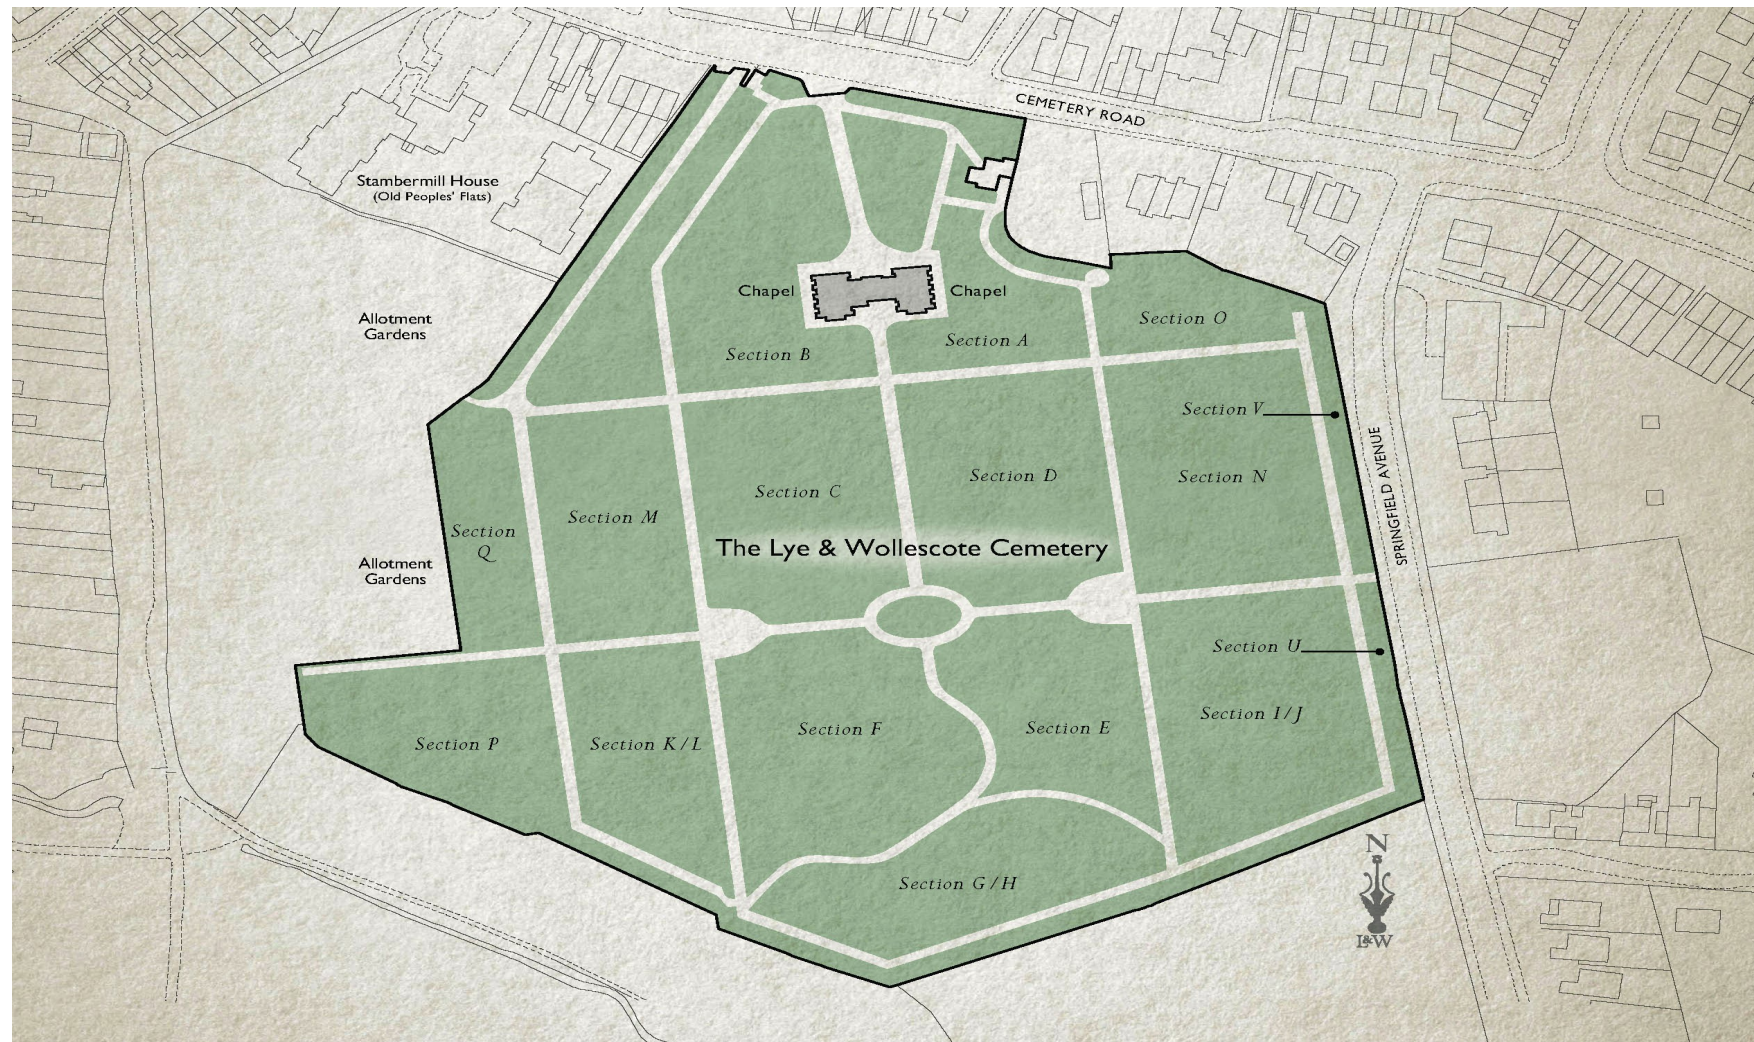 CEMETERY ROAD
Stambermill House
(Old Peoples' Flats)
Chapel
Chapel
Allotment
Gardens
Section O
Section A
Section B
Section V
SPRINGFIELD AVENUE
Section N
Section D
Section C
Section M
Section
Q
The Lye & Wollescote Cemetery
Allotment
Gardens
Section U
Section I / J
Section E
Section F
Section K / L
Section P
Section G / H
N
L&W